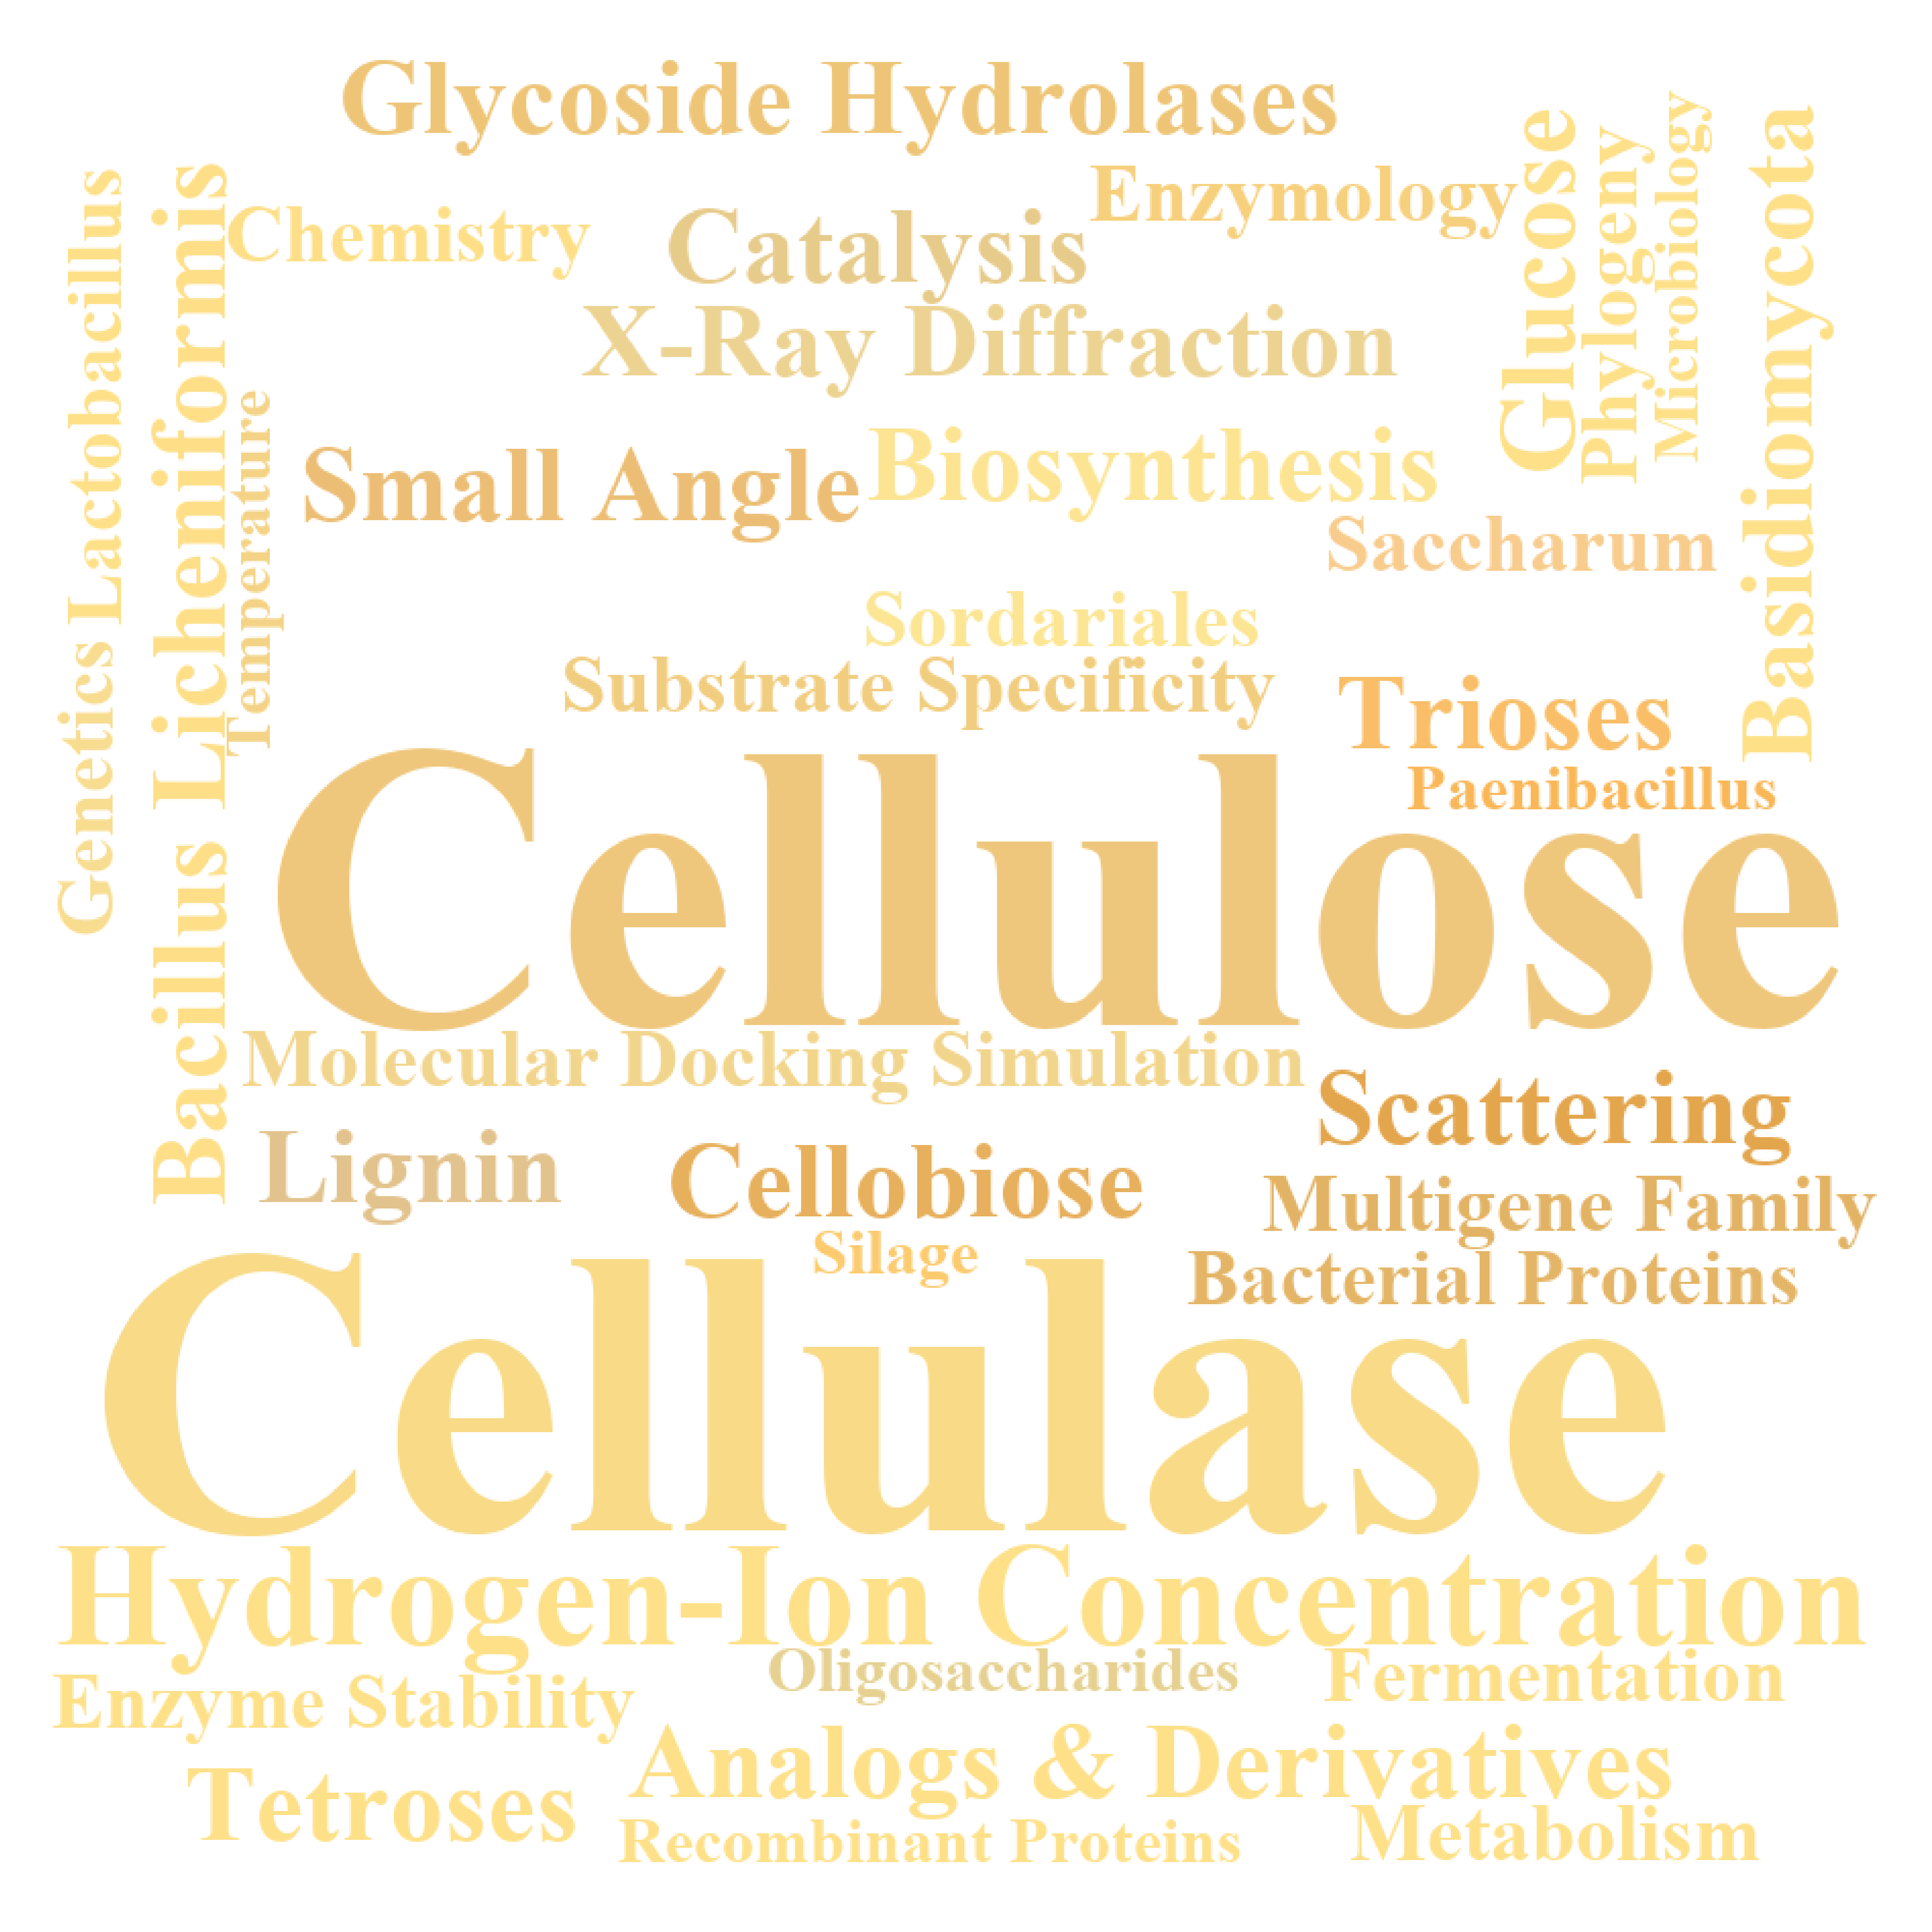 Glycoside Hydrolases
Enzymology
Chemistry
Catalysis
X-Ray Diffraction
Small Angle
Biosynthesis
Glucose
Phylogeny
Microbiology
Basidiomycota
Lactobacillus
Genetics
Bacillus Licheniformis
Temperature
Saccharum
Sordariales
Substrate Specificity
Trioses
Paenibacillus
Cellulose
Molecular Docking Simulation
Scattering
Lignin
Cellobiose
Multigene Family
Silage
Bacterial Proteins
Cellulase
Hydrogen-Ion Concentration
Oligosaccharides
Fermentation
Enzyme Stability
Analogs & Derivatives
Tetroses
Recombinant Proteins
Metabolism